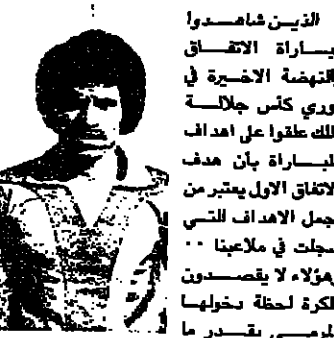 الذين شاهدوا
مباراة الاتفاق
والنهضة الاخيرة في
دوري كأس جلالة
الملك علقوا على اهداف
المباراة بأن هدف
الاتفاق الاول يعتبر من
اجمل الاهداف التي
سجلت في ملاعبنا ٠٠
وهؤلاء لا يقصدون
الكرة لحظة دخولها
المرمى بقدر ما